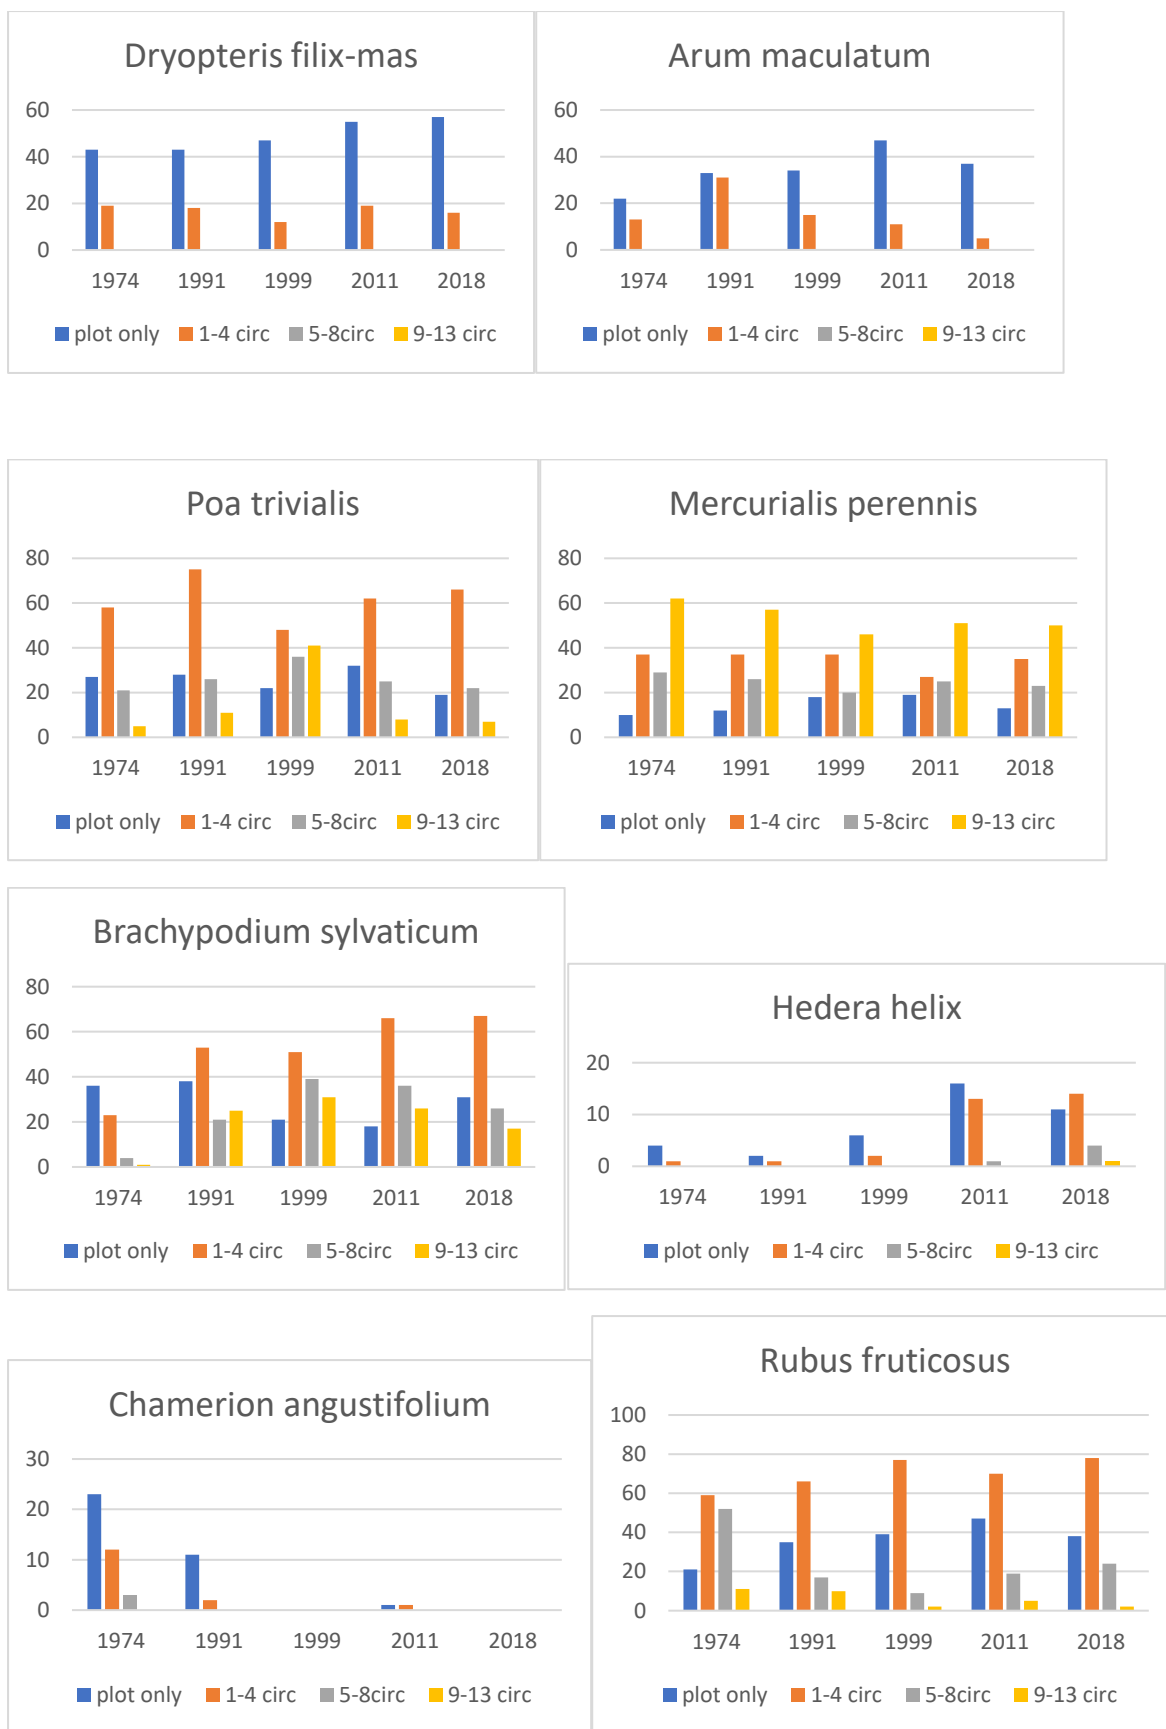 Dryopteris filix-mas
60
40
20
0
1974 1991 1999 2011 2018
plot only 1-4 circ 5-8circ 9-13 circ
Arum maculatum
60
40
20
0
1974 1991 1999 2011 2018
plot only 1-4 circ 5-8circ 9-13 circ
Poa trivialis
80
60
40
20
0
1974 1991 1999 2011 2018
plot only 1-4 circ 5-8circ 9-13 circ
Mercurialis perennis
80
60
40
20
0
1974 1991 1999 2011 2018
plot only 1-4 circ 5-8circ 9-13 circ
Brachypodium sylvaticum
80
60
40
20
0
1974 1991 1999 2011 2018
plot only 1-4 circ 5-8circ 9-13 circ
Hedera helix
20
10
0
1974 1991 1999 2011 2018
plot only 1-4 circ 5-8circ 9-13 circ
Chamerion angustifolium
30
20
10
0
1974 1991 1999 2011 2018
plot only 1-4 circ 5-8circ 9-13 circ
Rubus fruticosus
100
80
60
40
20
0
1974 1991 1999 2011 2018
plot only 1-4 circ 5-8circ 9-13 circ